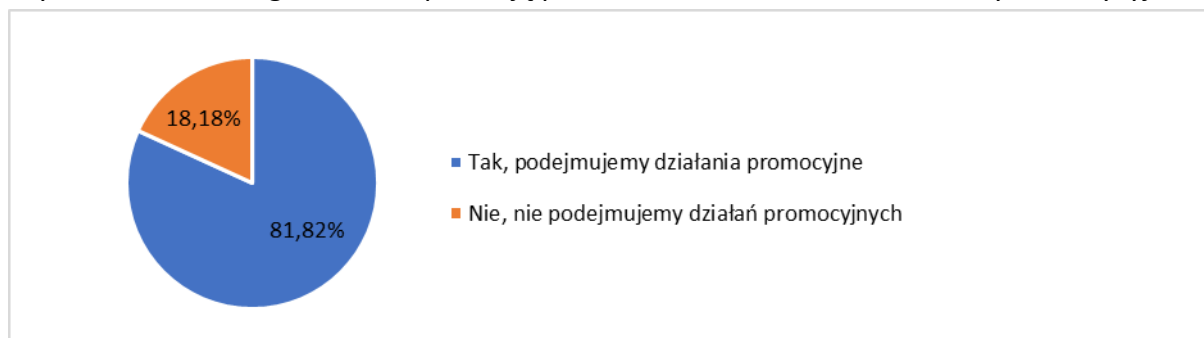 18,18%
Tak, podejmujemy działania promocyjne
Nie, nie podejmujemy działań promocyjnych
81,82%